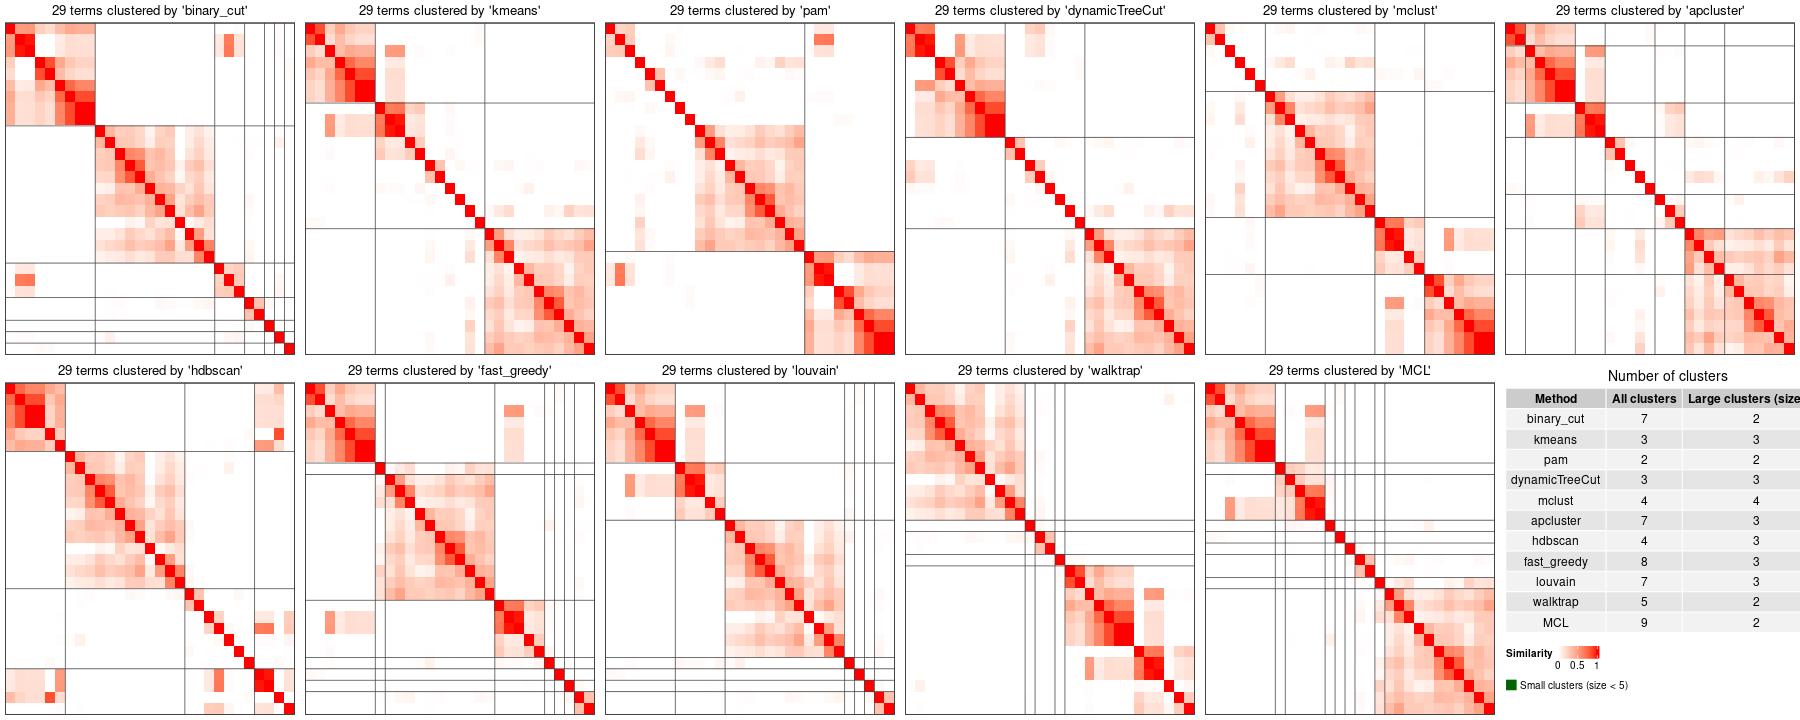 29 terms clustered by 'binary_cut'
29 terms clustered by 'kmeans'
29 terms clustered by 'pam'
29 terms clustered by 'dynamicTreeCut'
29 terms clustered by 'mclust'
29 terms clustered by 'apcluster'
29 terms clustered by 'hdbscan'
29 terms clustered by 'fast_greedy'
29 terms clustered by 'louvain'
29 terms clustered by 'walktrap'
29 terms clustered by 'MCL'
Number of clusters
Method All clusters Large clusters (size
binary_cut 7 2
kmeans 3 3
pam 2 2
dynamicTreeCut 3 3
mclust 4 4
apcluster 7 3
hdbscan 4 3
fast_greedy 8 3
louvain 7 3
walktrap 5 2
MCL 9 2
Similarity
0 0.5 1
Small clusters (size < 5)